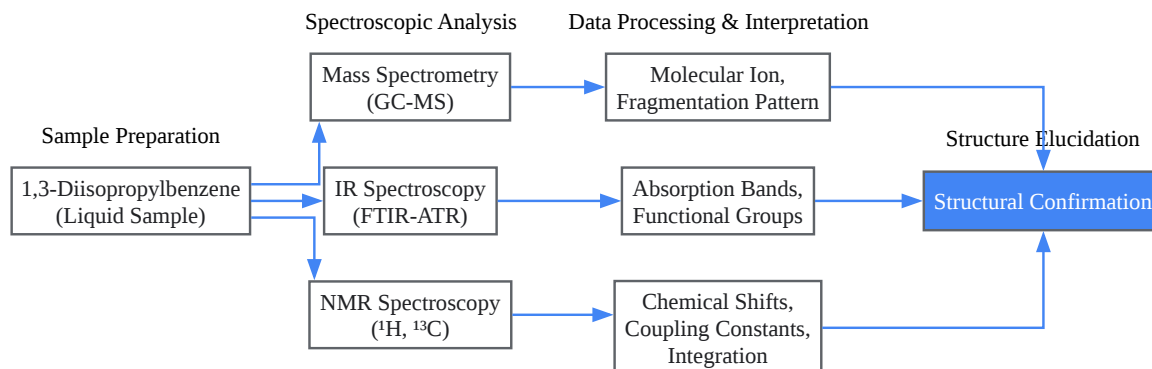 Spectroscopic Analysis
Data Processing & Interpretation
Mass Spectrometry
(GC-MS)
Molecular Ion,
Fragmentation Pattern
Sample Preparation
Structure Elucidation
1,3-Diisopropylbenzene
(Liquid Sample)
IR Spectroscopy
(FTIR-ATR)
Absorption Bands,
Functional Groups
Structural Confirmation
NMR Spectroscopy
(¹H, ¹³C)
Chemical Shifts,
Coupling Constants,
Integration